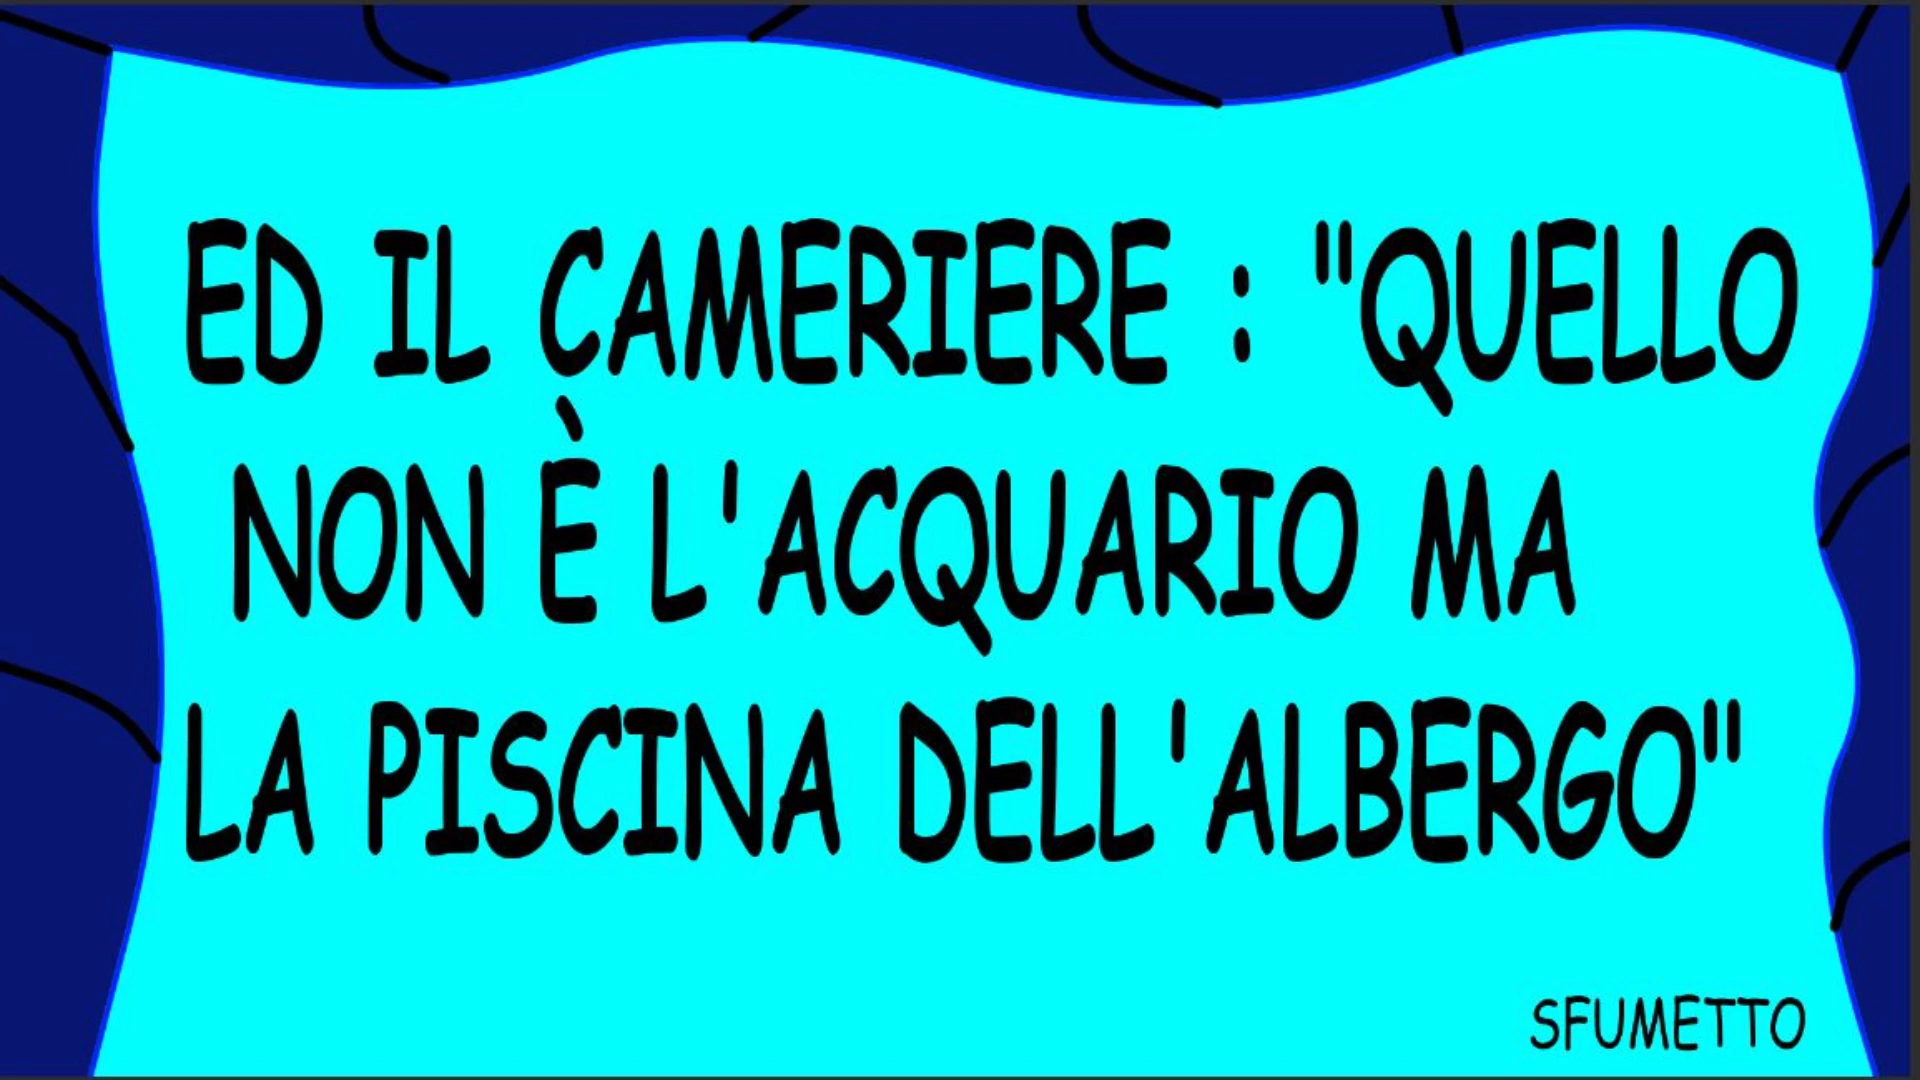 ED IL CAMERIERE : "QUELLO
NON È L'ACQUARIO MA
LA PISCINA DELL'ALBERGO"
SFUMETTO